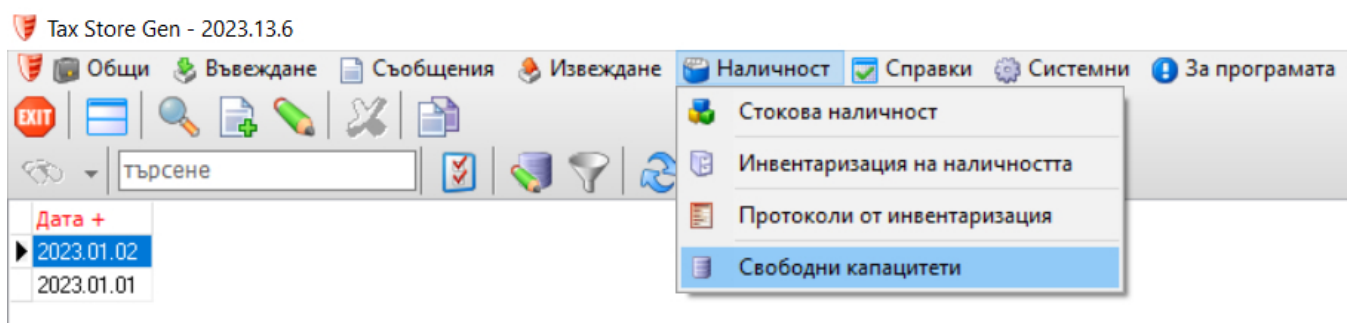 Tax Store Gen - 2023.13.6
Общи Въвеждане Съобщения Извеждане Наличност Справки Системни За програмата
EXIT
Стокова наличност
търсене
Инвентаризация на наличността
Дата +
Протоколи от инвентаризация
2023.01.02
Свободни капацитети
2023.01.01